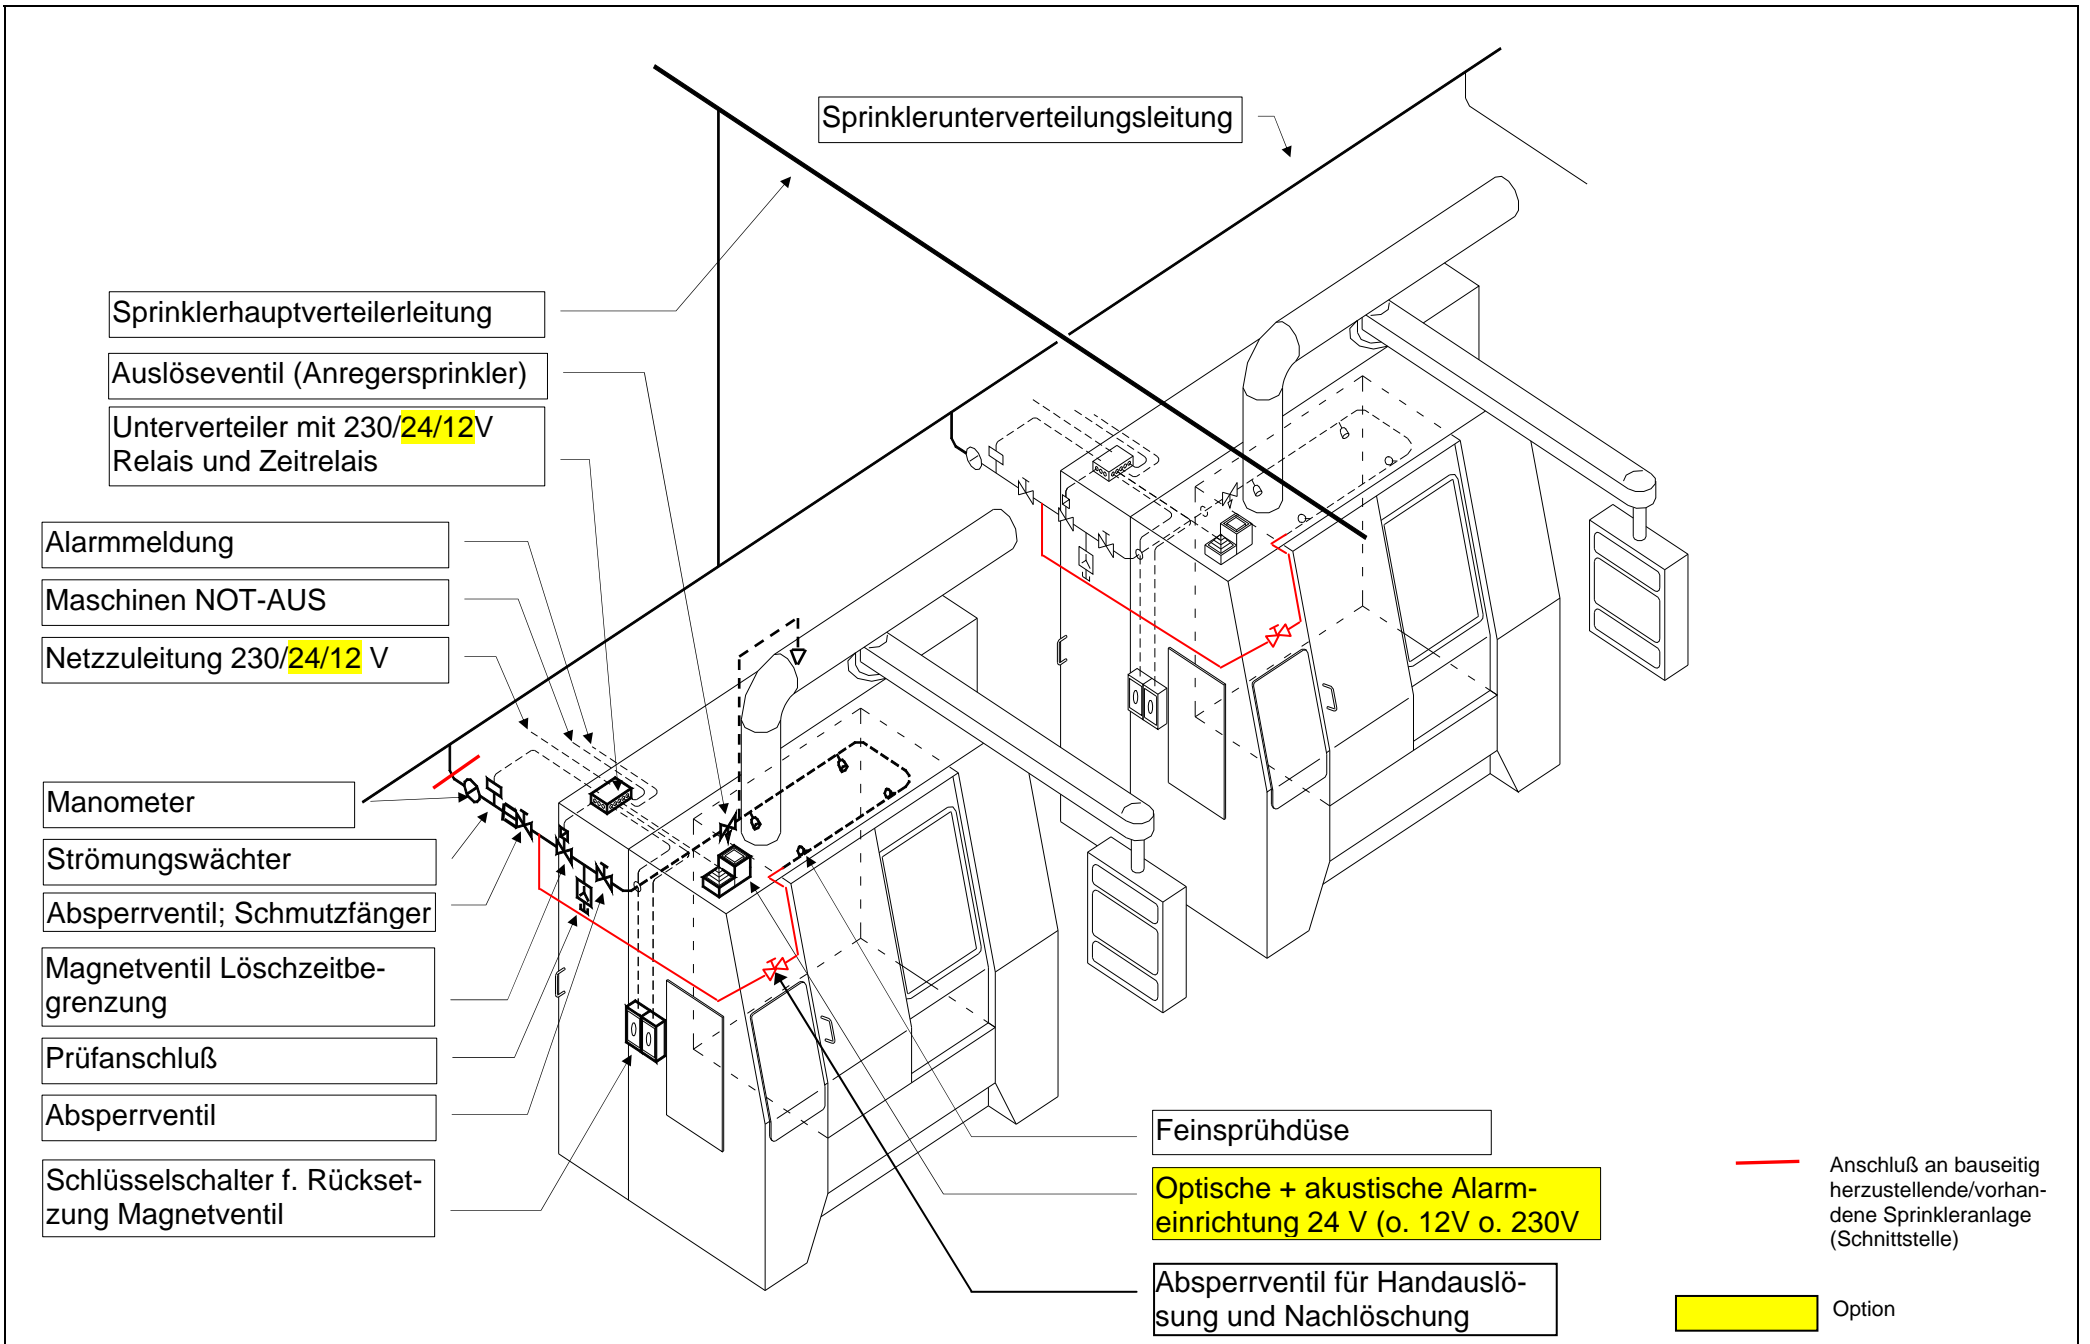 Sprinklerunterverteilungsleitung
Sprinklerhauptverteilerleitung
Auslöseventil (Anregersprinkler)
Unterverteiler mit 230/24/12V
Relais und Zeitrelais
Alarmmeldung
Maschinen NOT-AUS
Netzzuleitung 230/24/12 V
Manometer
Strömungswächter
Absperrventil; Schmutzfänger
Magnetventil Löschzeitbe-
grenzung
Prüfanschluß
Absperrventil
Schlüsselschalter f. Rückset-
zung Magnetventil
Feinsprühdüse
Optische + akustische Alarm-
einrichtung 24 V (o. 12V o. 230V
Absperrventil für Handauslö-
sung und Nachlöschung
Anschluß an bauseitig
herzustellende/vorhan-
dene Sprinkleranlage
(Schnittstelle)
Option